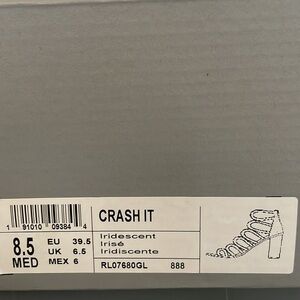 CRASH IT
1 91010 09384 4
8.5 EU 39.5
UK 6.5
MED MEX 6
Iridescent
Irisé
Iridiscente
RL07680GL 888